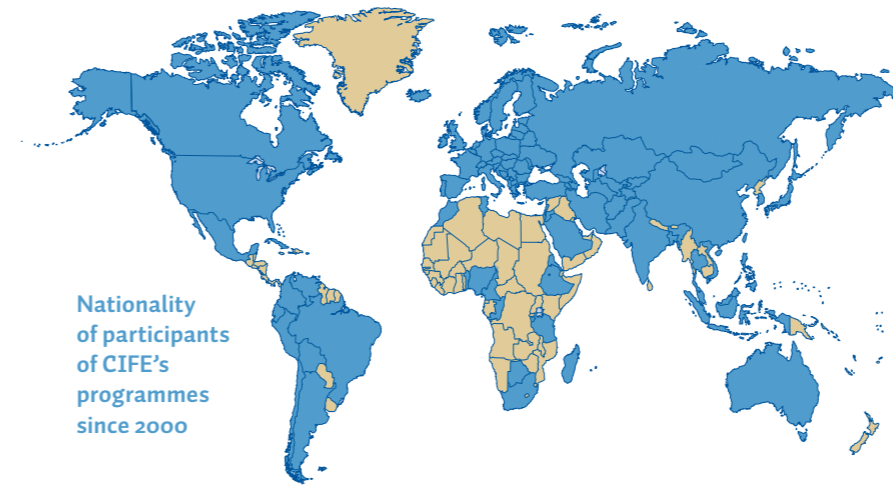 Nationality
of participants
of CIFE’s
programmes
since 2000